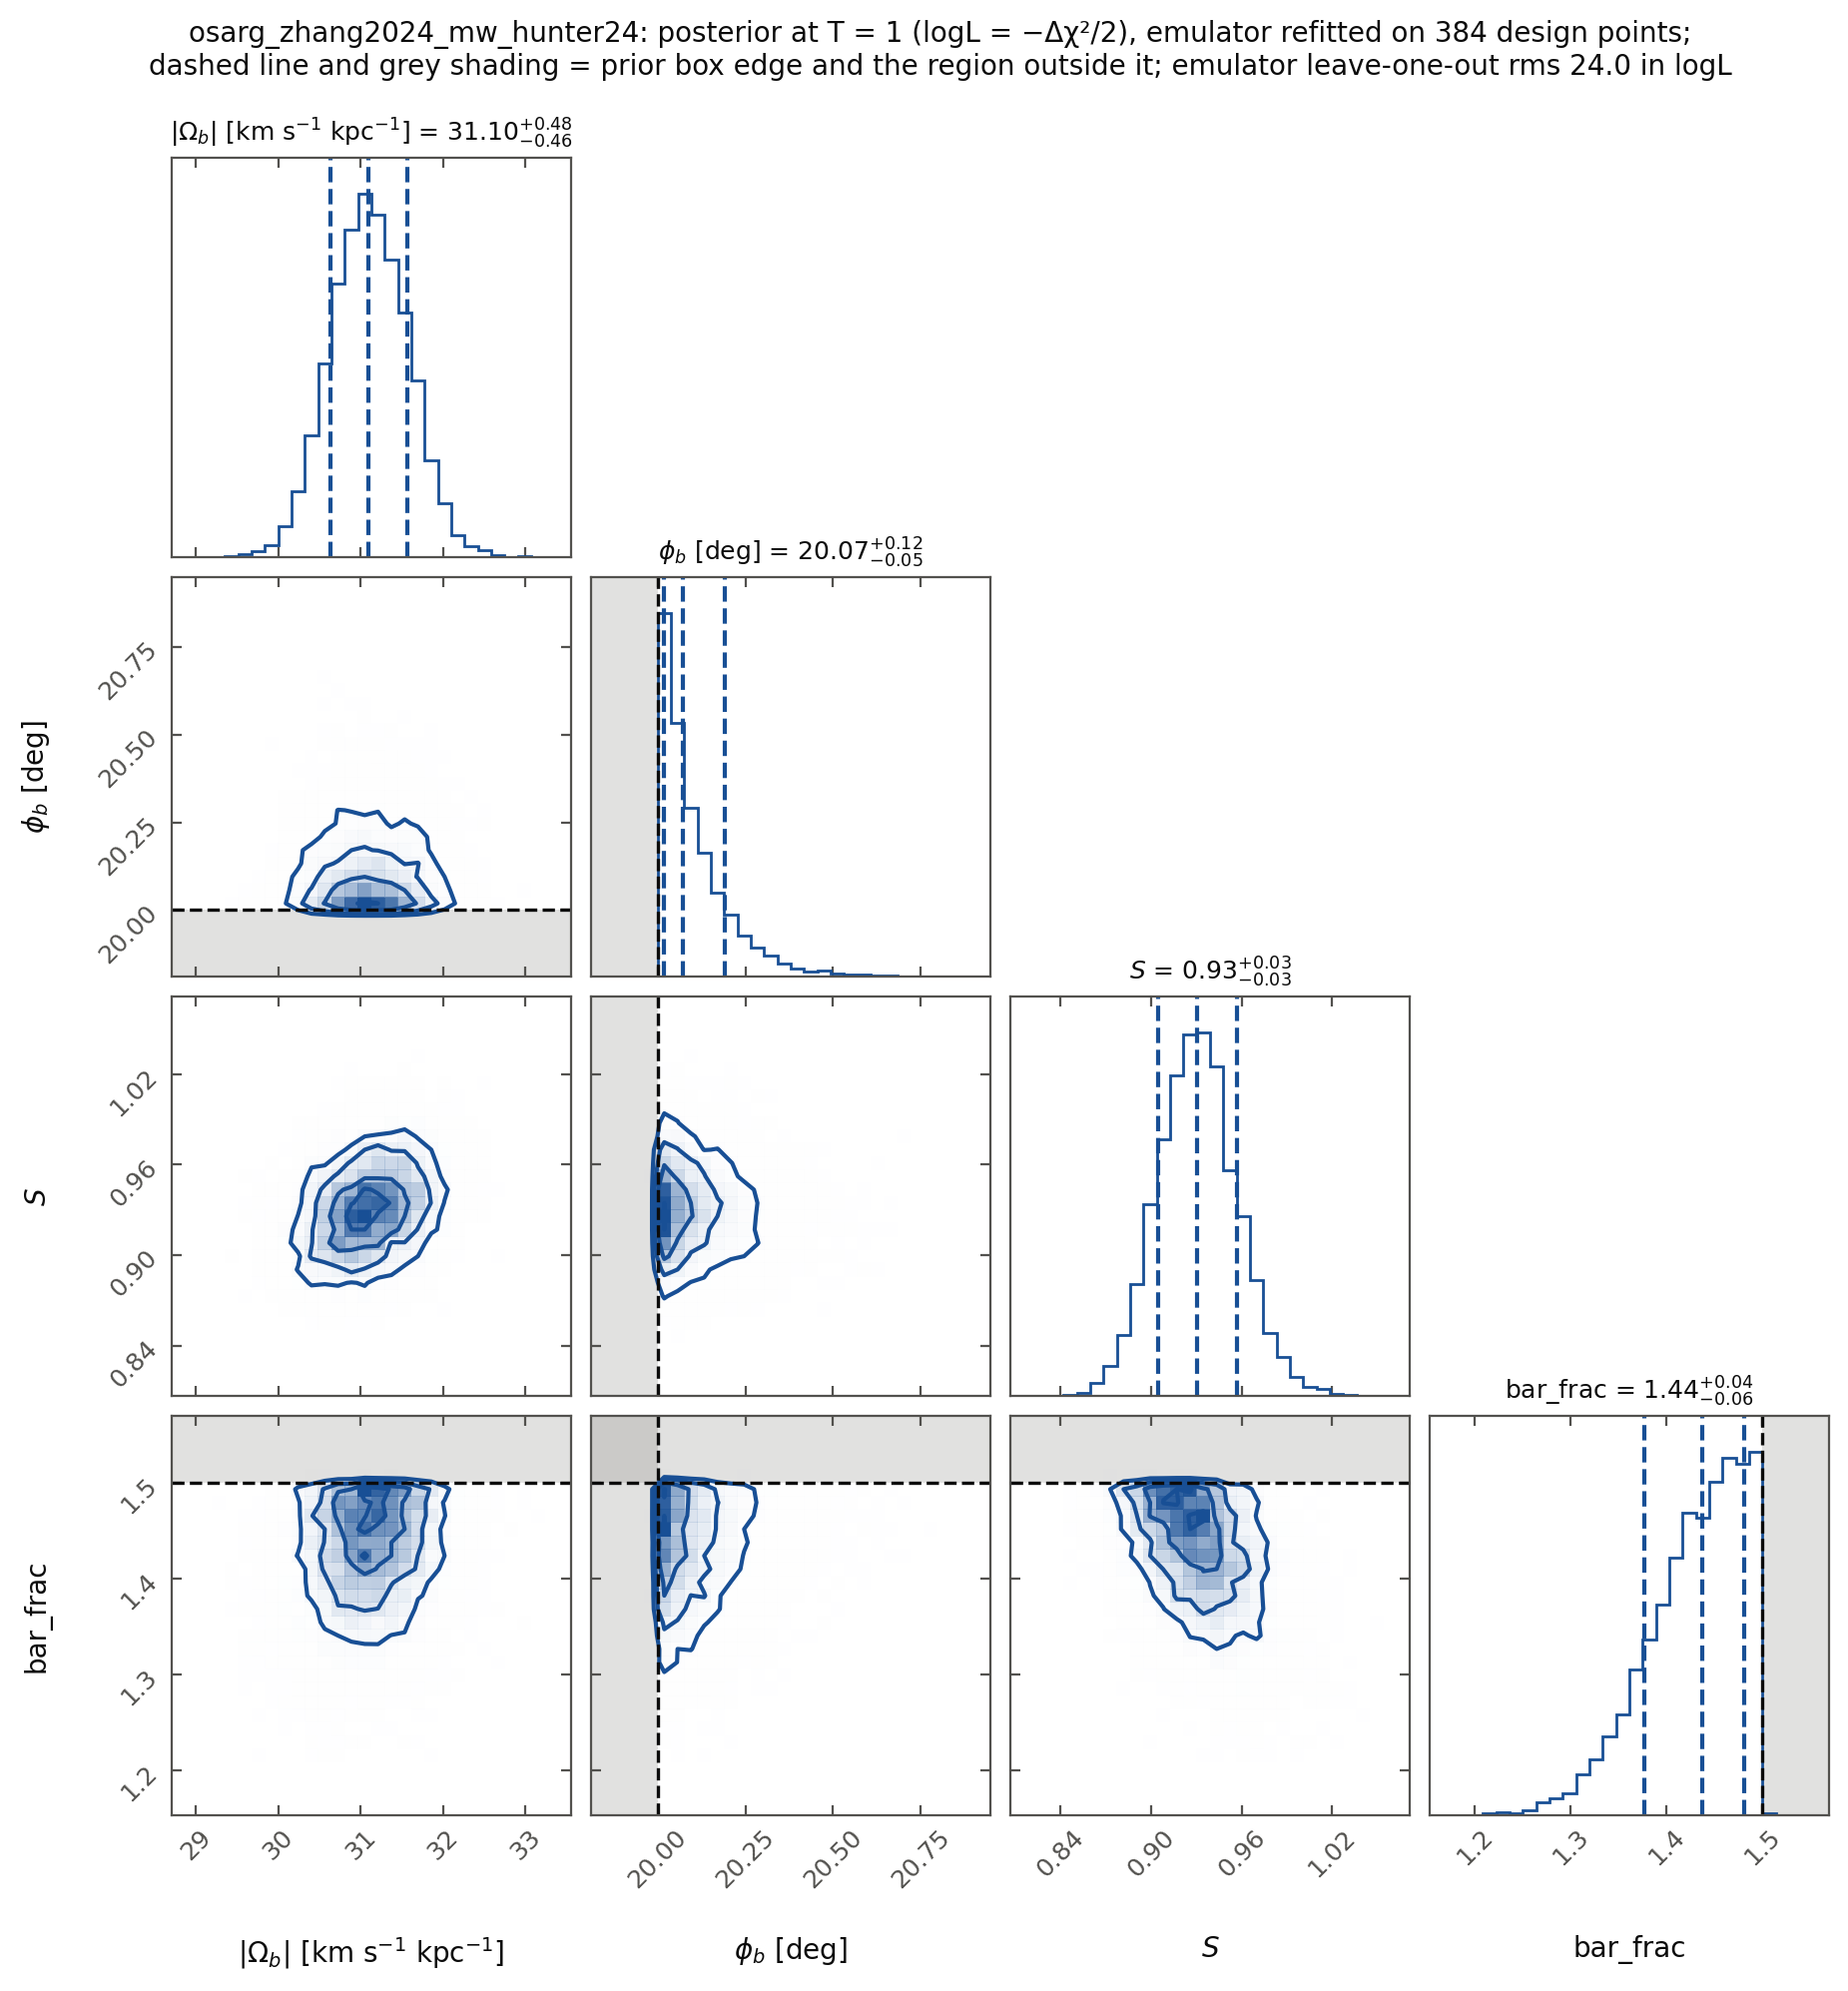 osarg_zhang2024_mw_hunter24: posterior at T = 1 (logL = −Δχ²/2), emulator refitted on 384 design points;
dashed line and grey shading = prior box edge and the region outside it; emulator leave-one-out rms 24.0 in logL
|Ω_b| [km s⁻¹ kpc⁻¹] = 31.10^{+0.48}_{−0.46}
ϕ_b [deg] = 20.07^{+0.12}_{−0.05}
ϕ_b [deg]
20.75
20.50
20.25
20.00
S = 0.93^{+0.03}_{−0.03}
S
1.02
0.96
0.90
0.84
bar_frac = 1.44^{+0.04}_{−0.06}
bar_frac
1.5
1.4
1.3
1.2
29 30 31 32 33
20.00 20.25 20.50 20.75
0.84 0.90 0.96 1.02
1.2 1.3 1.4 1.5
|Ω_b| [km s⁻¹ kpc⁻¹]
ϕ_b [deg]
S
bar_frac